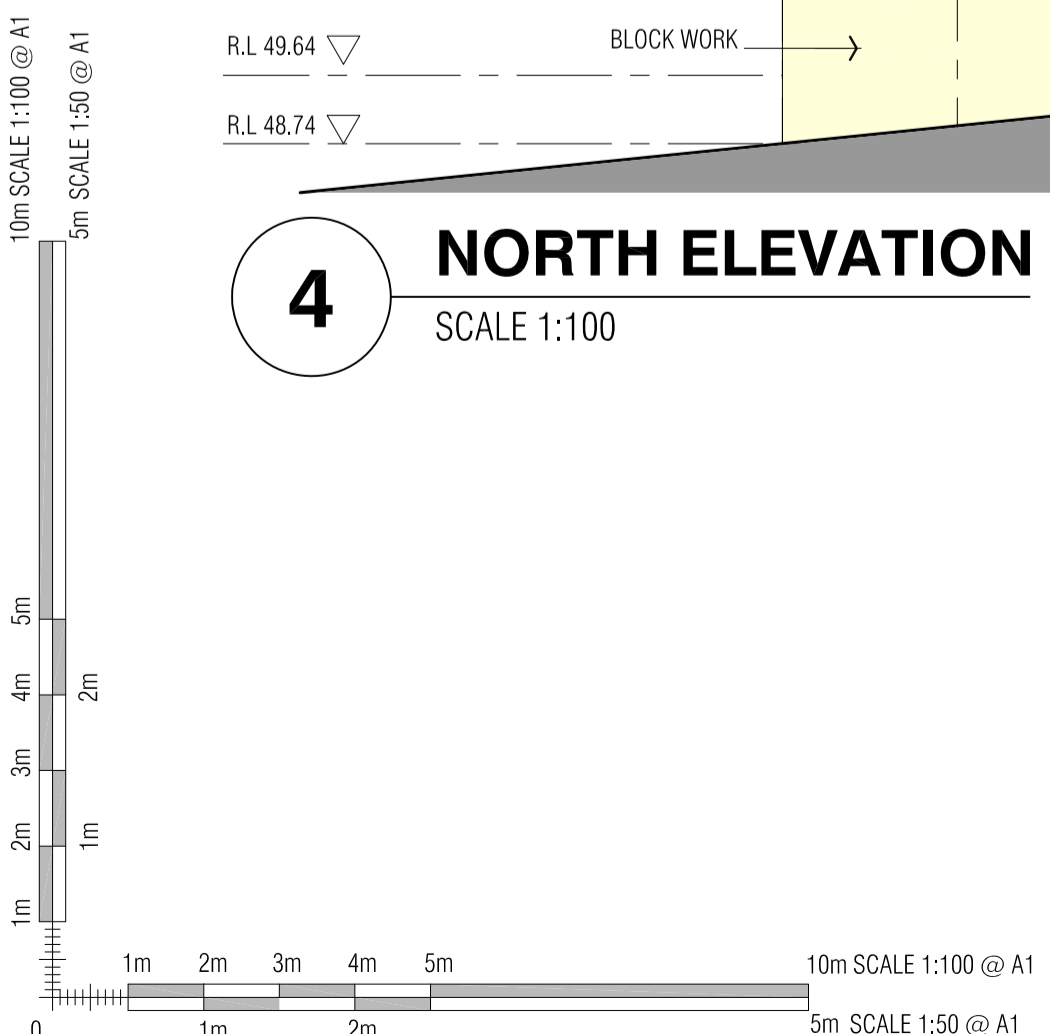 10m SCALE 1:100 @ A1
5m SCALE 1:50 @ A1
R.L 49.64
BLOCK WORK
R.L 48.74
4
NORTH ELEVATION
SCALE 1:100
5m
4m
3m
2m
1m
2m
1m
1m 2m 3m 4m 5m
10m SCALE 1:100 @ A1
0 1m 2m
5m SCALE 1:50 @ A1